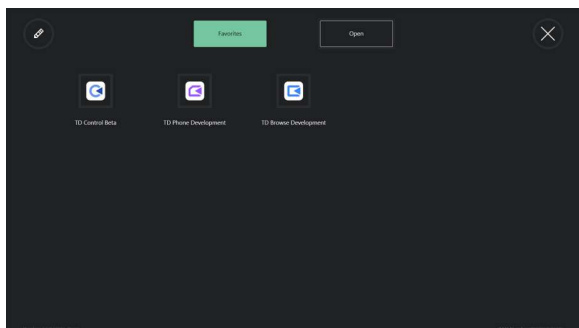 Favorites
Open
TD Control Beta
TD Phone Development
TD Browse Development